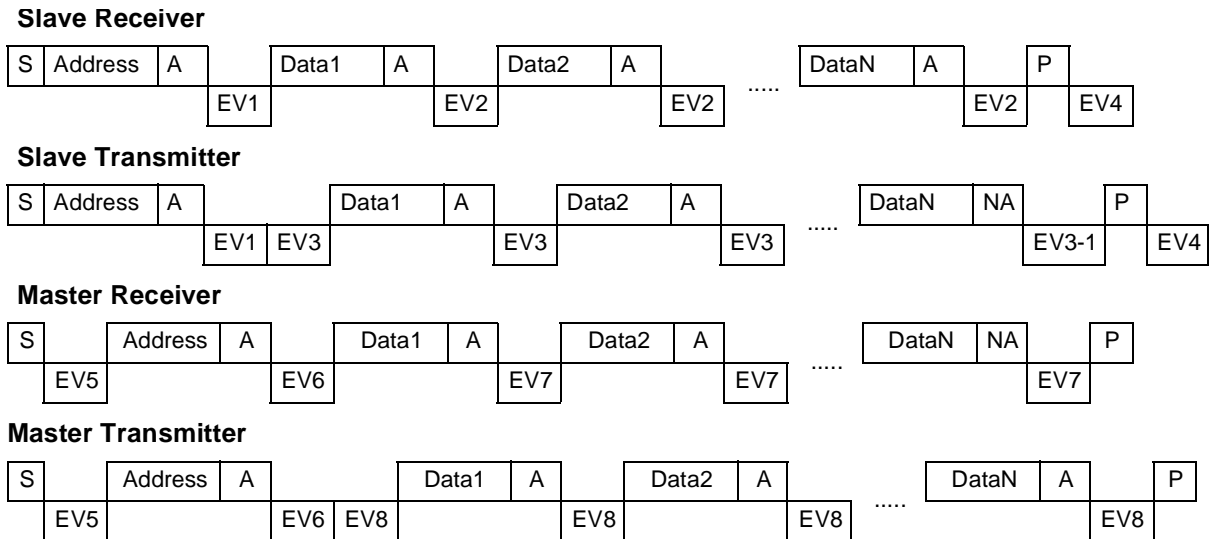 Slave Receiver
S Address A Data1 A Data2 A ..... DataN A P
EV1 EV2 EV2 EV2 EV4
Slave Transmitter
S Address A Data1 A Data2 A ..... DataN NA P
EV1 EV3 EV3 EV3 EV3-1 EV4
Master Receiver
S Address A Data1 A Data2 A ..... DataN NA P
EV5 EV6 EV7 EV7 EV7
Master Transmitter
S Address A Data1 A Data2 A ..... DataN A P
EV5 EV6 EV8 EV8 EV8 EV8